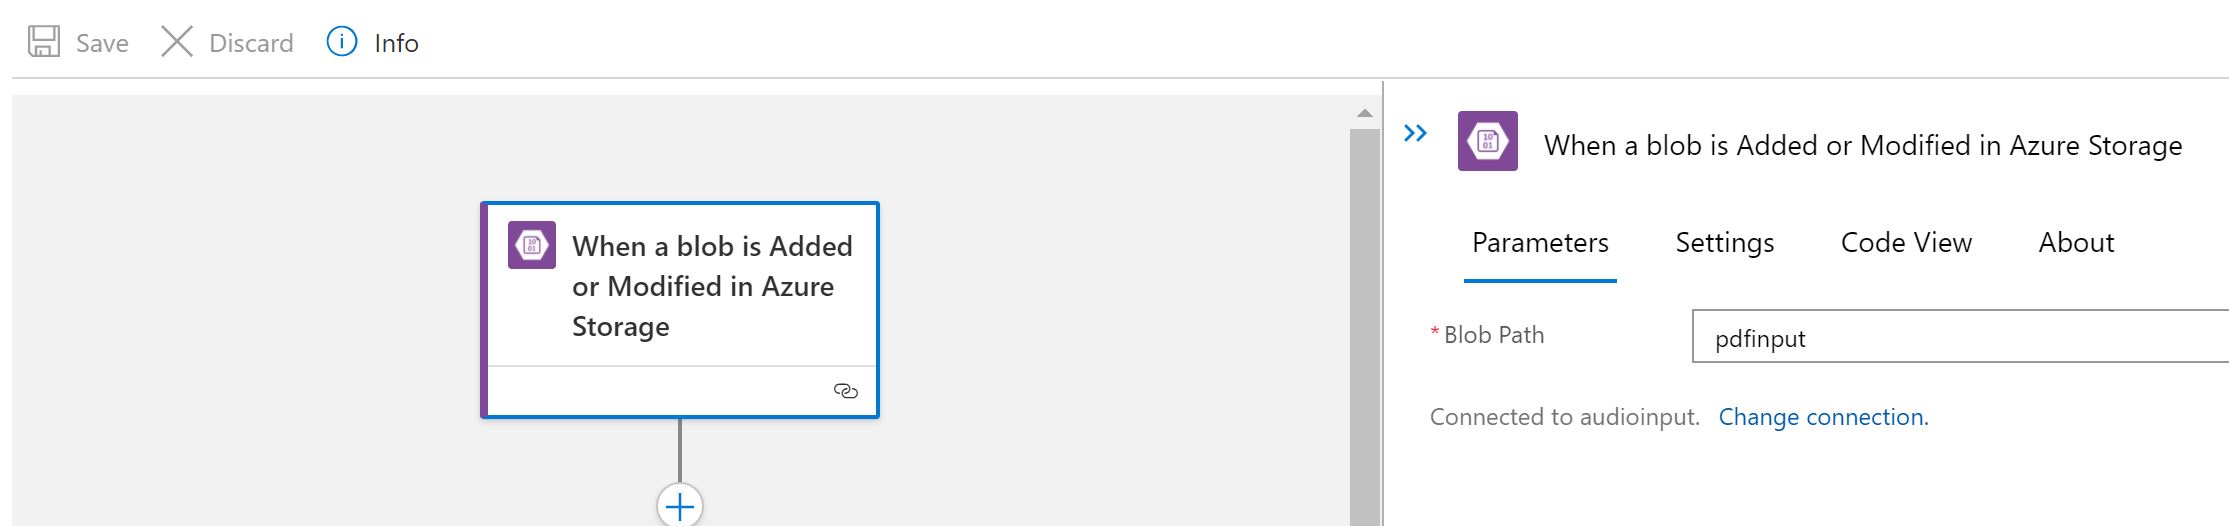 Save Discard Info
When a blob is Added
or Modified in Azure
Storage
When a blob is Added or Modified in Azure Storage
Parameters Settings Code View About
* Blob Path pdfinput
Connected to audioinput. Change connection.